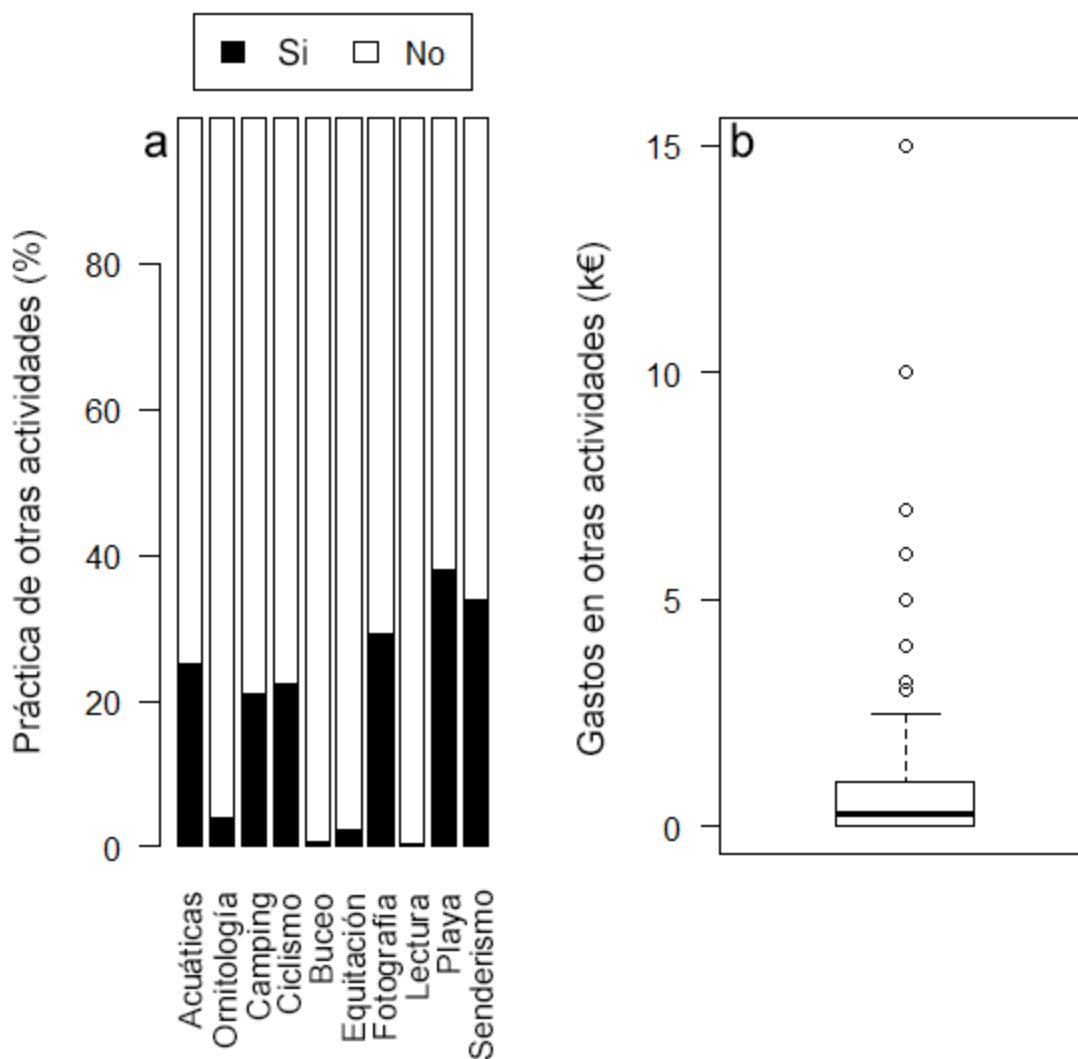 Si No
a
Práctica de otras actividades (%)
80
60
40
20
0
Acuáticas
Ornitología
Camping
Ciclismo
Buceo
Equitación
Fotografía
Lectura
Playa
Senderismo
b
Gastos en otras actividades (k€)
15
10
5
0